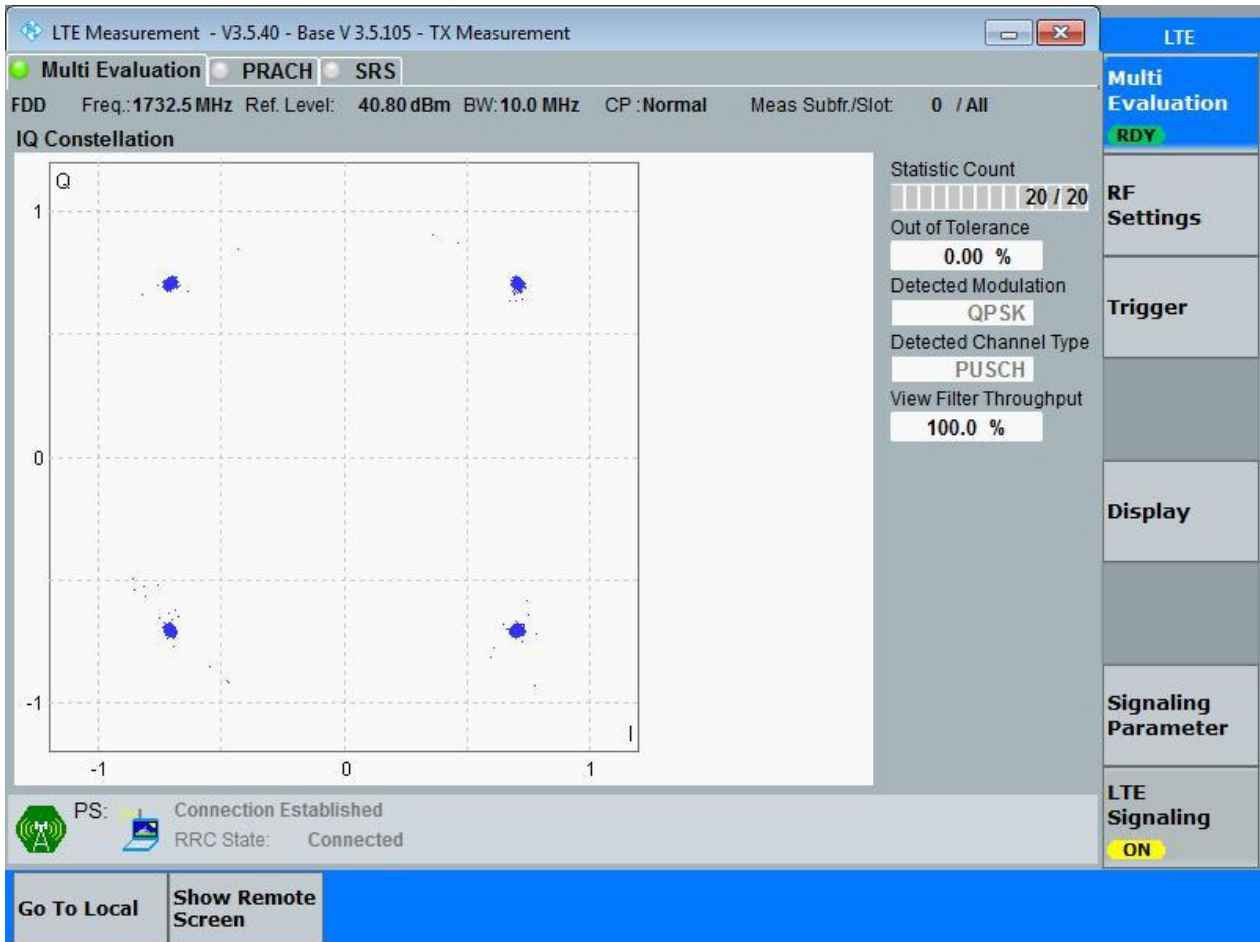 LTE Measurement - V3.5.40 - Base V 3.5.105 - TX Measurement
LTE
Multi Evaluation PRACH SRS
Multi
Evaluation
RDY
FDD Freq.: 1732.5 MHz Ref. Level: 40.80 dBm BW: 10.0 MHz CP : Normal Meas Subfr./Slot: 0 / All
IQ Constellation
Q
1
0
-1
I
-1 0 1
Statistic Count
20 / 20
Out of Tolerance
0.00 %
Detected Modulation
QPSK
Detected Channel Type
PUSCH
View Filter Throughput
100.0 %
RF
Settings
Trigger
Display
Signaling
Parameter
LTE
Signaling
ON
PS: Connection Established
RRC State: Connected
Go To Local
Show Remote
Screen